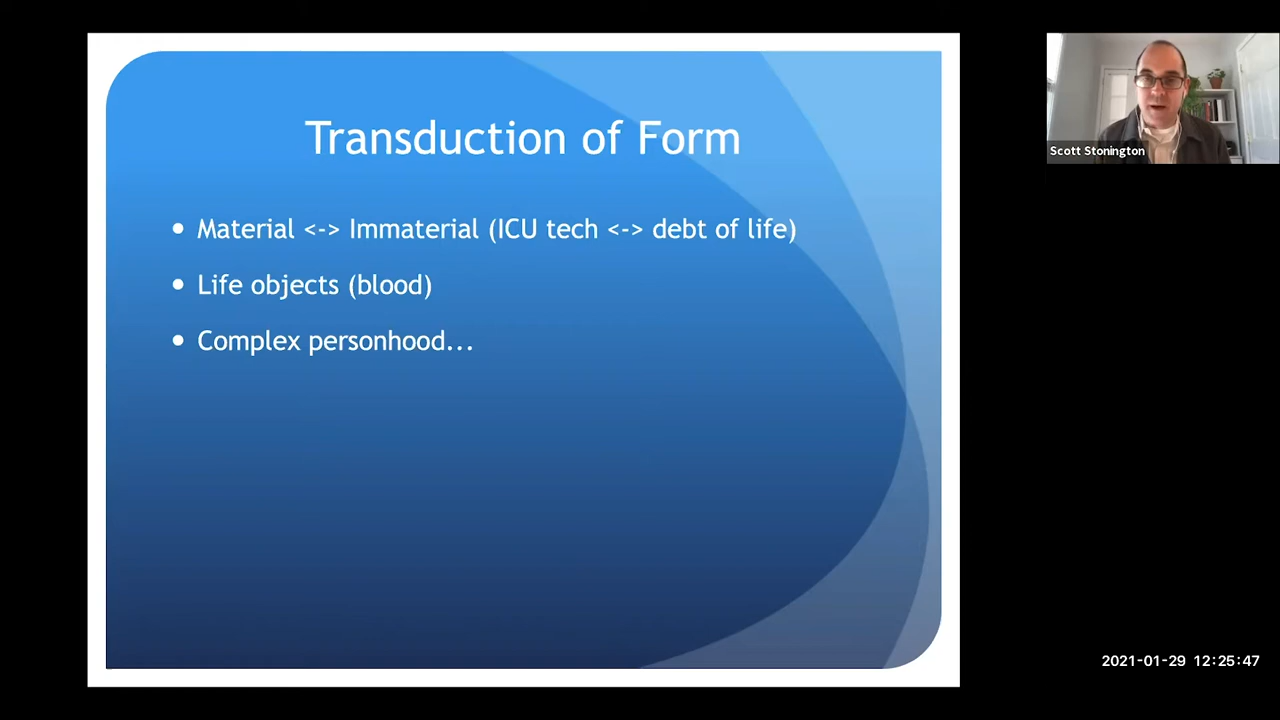 Transduction of Form
Material <-> Immaterial (ICU tech <-> debt of life)
Life objects (blood)
Complex personhood...
Scott Stonington
2021-01-29 12:25:47